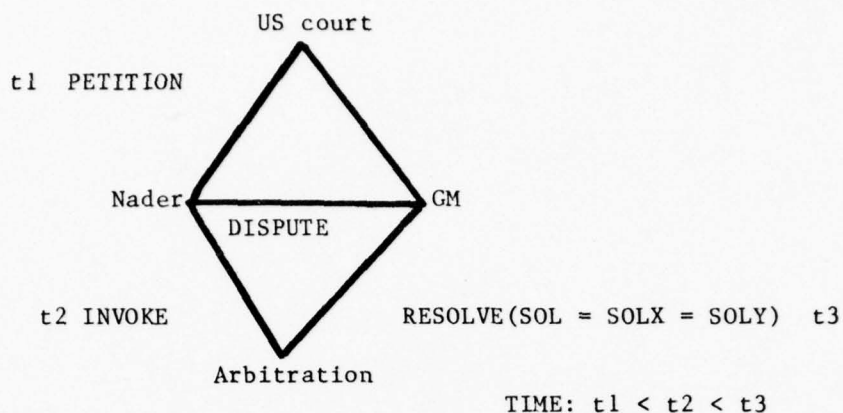 US court
t1 PETITION
Nader
GM
DISPUTE
t2 INVOKE
RESOLVE(SOL = SOLX = SOLY) t3
Arbitration
TIME: t1 < t2 < t3